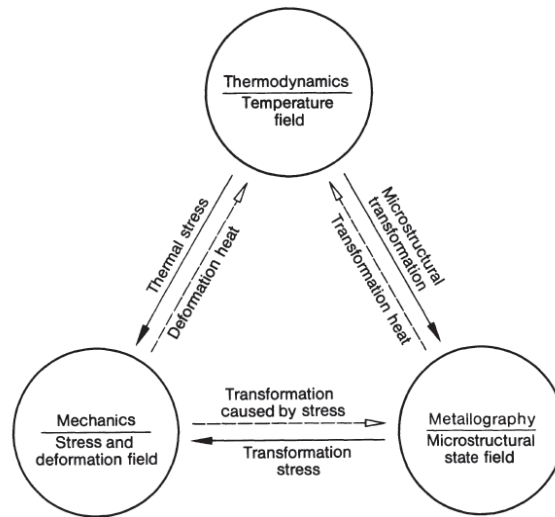 Thermodynamics
Temperature
field
Thermal stress
Deformation heat
Microstructural
transformation
Transformation heat
Mechanics
Stress and
deformation field
Transformation
caused by stress
Transformation
stress
Metallography
Microstructural
state field